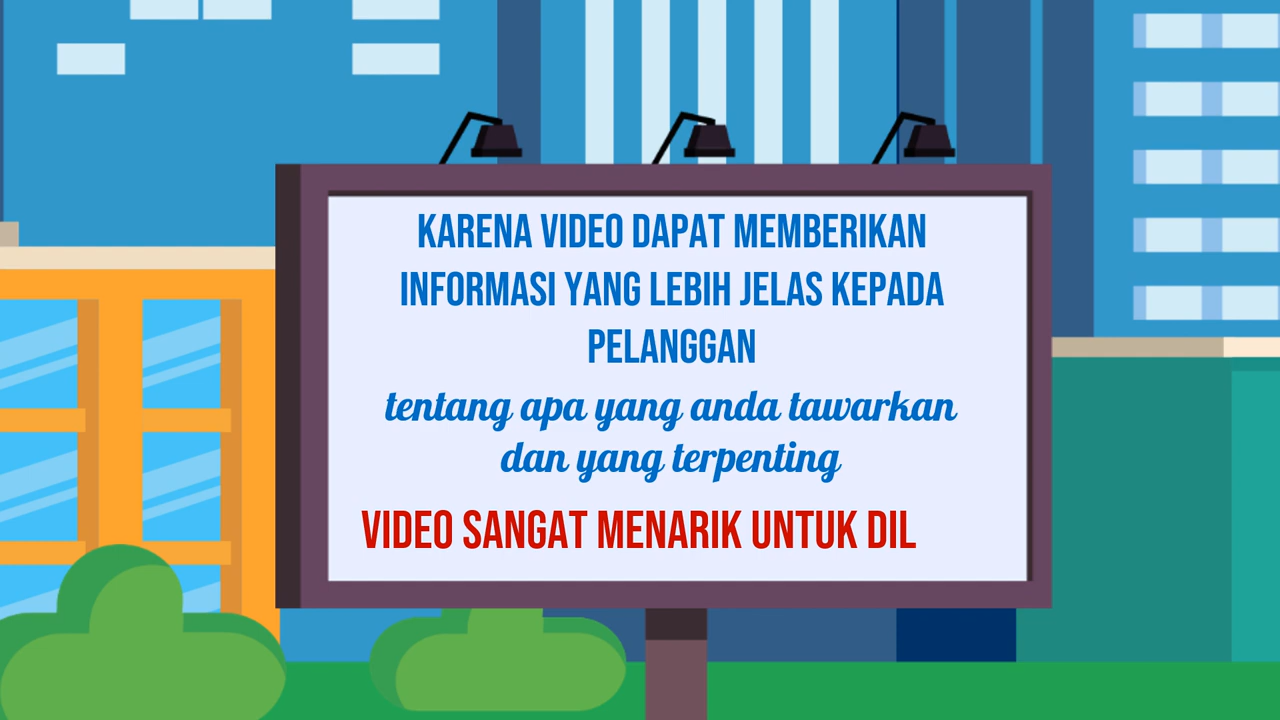 KARENA VIDEO DAPAT MEMBERIKAN
INFORMASI YANG LEBIH JELAS KEPADA
PELANGGAN
tentang apa yang anda tawarkan
dan yang terpenting
VIDEO SANGAT MENARIK UNTUK DIL